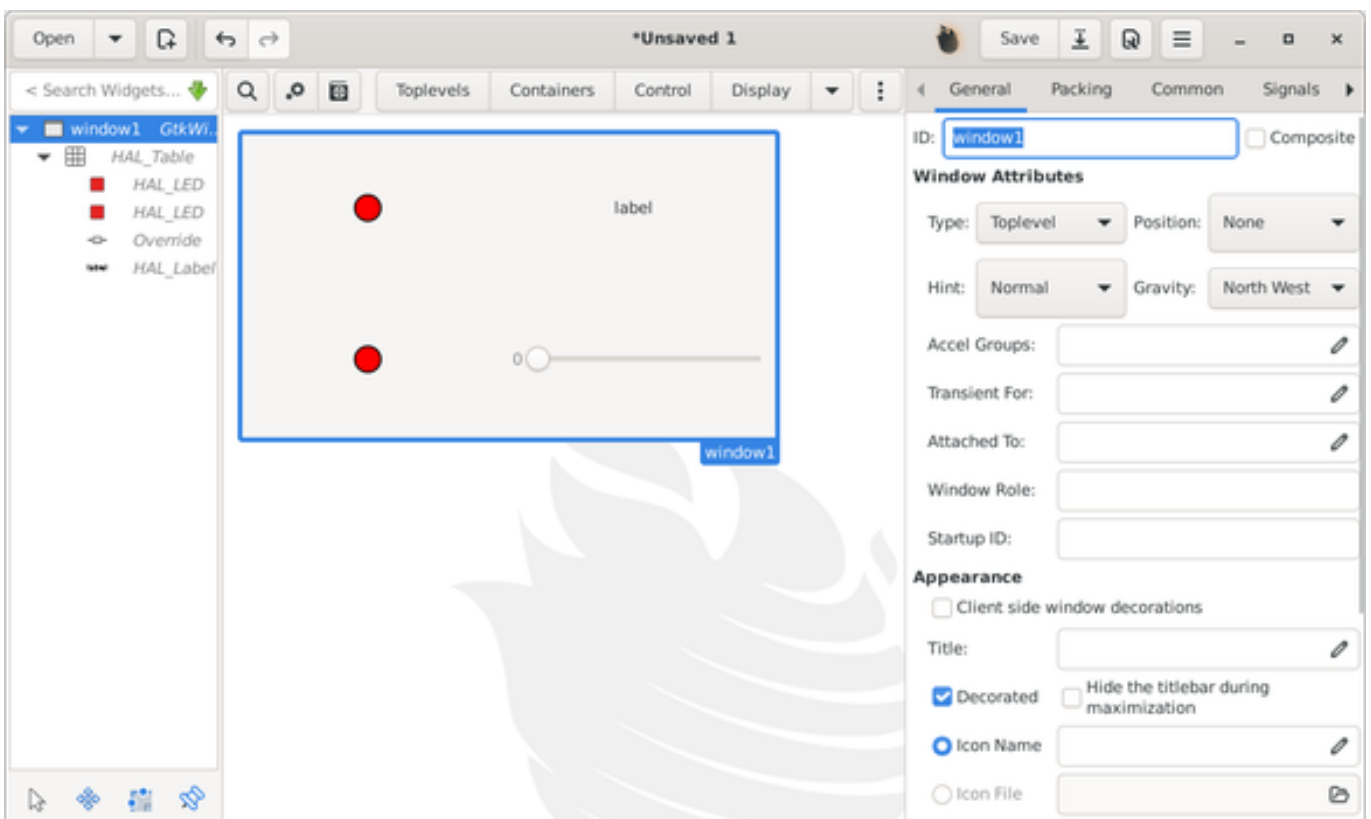 Open *Unsaved 1 Save
< Search Widgets... Toplevels Containers Control Display General Packing Common Signals
window1 GtkWi..
HAL_Table
HAL_LED
HAL_LED
Override
HAL_Label
label
0
window1
ID: window1 Composite
Window Attributes
Type: Toplevel Position: None
Hint: Normal Gravity: North West
Accel Groups:
Transient For:
Attached To:
Window Role:
Startup ID:
Appearance
Client side window decorations
Title:
Decorated Hide the titlebar during
maximization
Icon Name
Icon File